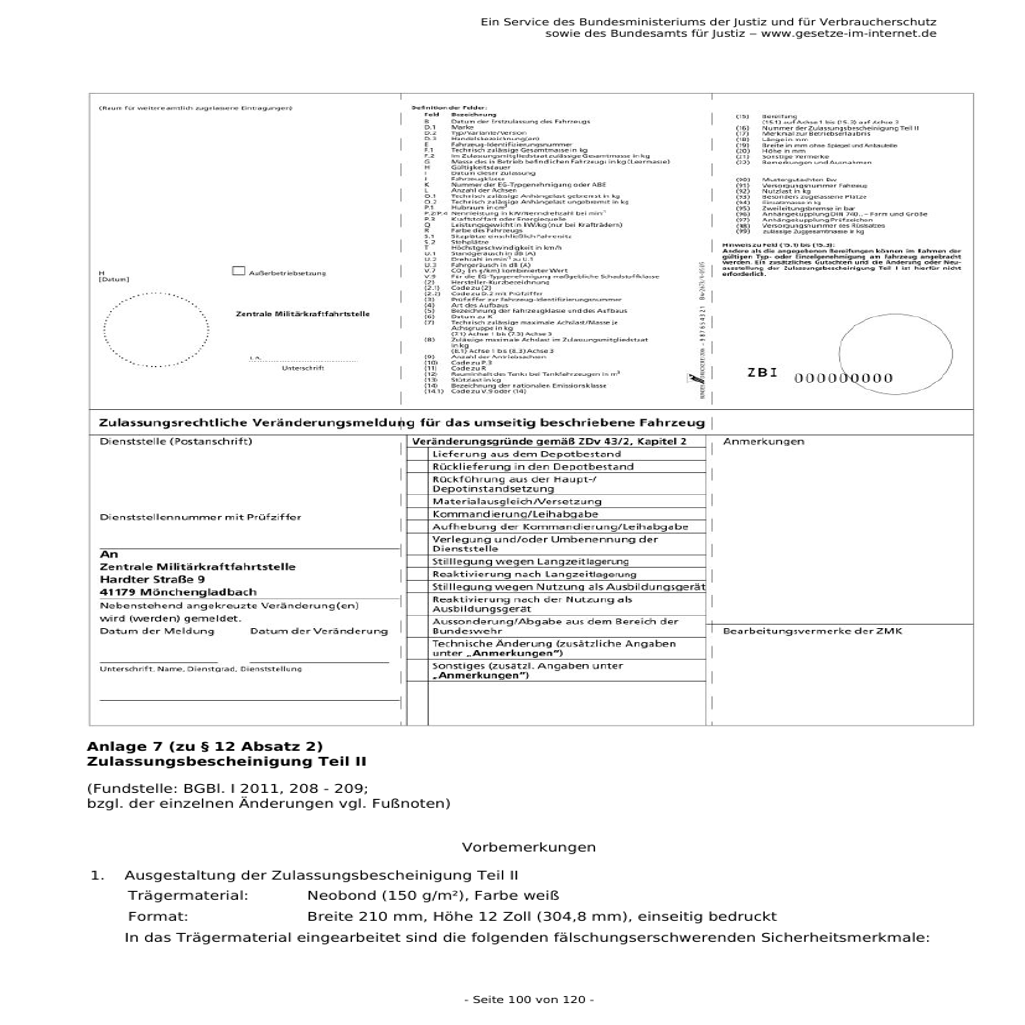 Ein Service des Bundesministeriums der Justiz und für Verbraucherschutz
sowie des Bundesamts für Justiz – www.gesetze-im-internet.de
(Raum für weitere amtlich zugelassene Eintragungen)
H
[Datum]
Außerbetriebsetzung
Zentrale Militärkraftfahrtstelle
i. A.
Unterschrift
Definition der Felder:
Feld Bezeichnung
B Datum der Erstzulassung des Fahrzeugs
D.1 Marke
D.2 Typ/Variante/Version
D.3 Handelsbezeichnung(en)
E Fahrzeug-Identifizierungsnummer
F.1 Technisch zulässige Gesamtmasse in kg
F.2 Im Zulassungsmitgliedstaat zulässige Gesamtmasse in kg
G Masse des in Betrieb befindlichen Fahrzeugs in kg (Leermasse)
H Gültigkeitsdauer
I Datum dieser Zulassung
J Fahrzeugklasse
K Nummer der EG-Typgenehmigung oder ABE
L Anzahl der Achsen
O.1 Technisch zulässige Anhängelast gebremst in kg
O.2 Technisch zulässige Anhängelast ungebremst in kg
P.1 Hubraum in cm³
P.2/P.4 Nennleistung in kW/Nenndrehzahl bei min⁻¹
P.3 Kraftstoffart oder Energiequelle
Q Leistungsgewicht in kW/kg (nur bei Krafträdern)
R Farbe des Fahrzeugs
S.1 Sitzplätze einschließlich Fahrersitz
S.2 Stehplätze
T Höchstgeschwindigkeit in km/h
U.1 Standgeräusch in dB (A)
U.2 Drehzahl in min⁻¹ zu U.1
U.3 Fahrgeräusch in dB (A)
V.7 CO₂ (in g/km) kombinierter Wert
V.9 Für die EG-Typgenehmigung maßgebliche Schadstoffklasse
(2) Hersteller-Kurzbezeichnung
(2.1) Code zu (2)
(2.2) Code zu D.2 mit Prüfziffer
(3) Prüfziffer zur Fahrzeug-Identifizierungsnummer
(4) Art des Aufbaus
(5) Bezeichnung der Fahrzeugklasse und des Aufbaus
(6) Datum zu K
(7) Technisch zulässige maximale Achslast/Masse je
Achsgruppe in kg
(7.1) Achse 1 bis (7.3) Achse 3
(8) Zulässige maximale Achslast im Zulassungsmitgliedstaat
in kg
(8.1) Achse 1 bis (8.3) Achse 3
(9) Anzahl der Antriebsachsen
(10) Code zu P.3
(11) Code zu R
(12) Rauminhalt des Tanks bei Tankfahrzeugen in m³
(13) Stützlast in kg
(14) Bezeichnung der nationalen Emissionsklasse
(14.1) Code zu V.9 oder (14)
(15) Bereifung
(15.1) auf Achse 1 bis (15.3) auf Achse 3
(16) Nummer der Zulassungsbescheinigung Teil II
(17) Merkmal zur Betriebserlaubnis
(18) Länge in mm
(19) Breite in mm ohne Spiegel und Anbauteile
(20) Höhe in mm
(21) Sonstige Vermerke
(22) Bemerkungen und Ausnahmen
(90) Mustergutachten Bw
(91) Versorgungsnummer Fahrzeug
(92) Nutzlast in kg
(93) Besonders zugelassene Plätze
(94) Einsatzmasse in kg
(95) Zweileitungsbremse in bar
(96) Anhängekupplung DIN 740.. – Form und Größe
(97) Anhängekupplung Prüfzeichen
(98) Versorgungsnummer des Rüstsatzes
(99) zulässige Zuggesamtmasse in kg
Hinweis zu Feld (15.1) bis (15.3):
Andere als die angegebenen Bereifungen können im Rahmen der
gültigen Typ- oder Einzelgenehmigung am Fahrzeug angebracht
werden. Ein zusätzliches Gutachten und die Änderung oder Neu-
ausstellung der Zulassungsbescheinigung Teil I ist hierfür nicht
erforderlich.
ZBI 000000000
Zulassungsrechtliche Veränderungsmeldung für das umseitig beschriebene Fahrzeug
Dienststelle (Postanschrift)
Dienststellennummer mit Prüfziffer
An
Zentrale Militärkraftfahrtstelle
Hardter Straße 9
41179 Mönchengladbach
Nebenstehend angekreuzte Veränderung(en)
wird (werden) gemeldet.
Datum der Meldung Datum der Veränderung
Unterschrift, Name, Dienstgrad, Dienststellung
Veränderungsgründe gemäß ZDv 43/2, Kapitel 2
Lieferung aus dem Depotbestand
Rücklieferung in den Depotbestand
Rückführung aus der Haupt-/
Depotinstandsetzung
Materialausgleich/Versetzung
Kommandierung/Leihabgabe
Aufhebung der Kommandierung/Leihabgabe
Verlegung und/oder Umbenennung der
Dienststelle
Stilllegung wegen Langzeitlagerung
Reaktivierung nach Langzeitlagerung
Stilllegung wegen Nutzung als Ausbildungsgerät
Reaktivierung nach der Nutzung als
Ausbildungsgerät
Aussonderung/Abgabe aus dem Bereich der
Bundeswehr
Technische Änderung (zusätzliche Angaben
unter „Anmerkungen“)
Sonstiges (zusätzl. Angaben unter
„Anmerkungen“)
Anmerkungen
Bearbeitungsvermerke der ZMK
Anlage 7 (zu § 12 Absatz 2)
Zulassungsbescheinigung Teil II
(Fundstelle: BGBl. I 2011, 208 - 209;
bzgl. der einzelnen Änderungen vgl. Fußnoten)
Vorbemerkungen
1. Ausgestaltung der Zulassungsbescheinigung Teil II
Trägermaterial: Neobond (150 g/m²), Farbe weiß
Format: Breite 210 mm, Höhe 12 Zoll (304,8 mm), einseitig bedruckt
In das Trägermaterial eingearbeitet sind die folgenden fälschungserschwerenden Sicherheitsmerkmale:
- Seite 100 von 120 -